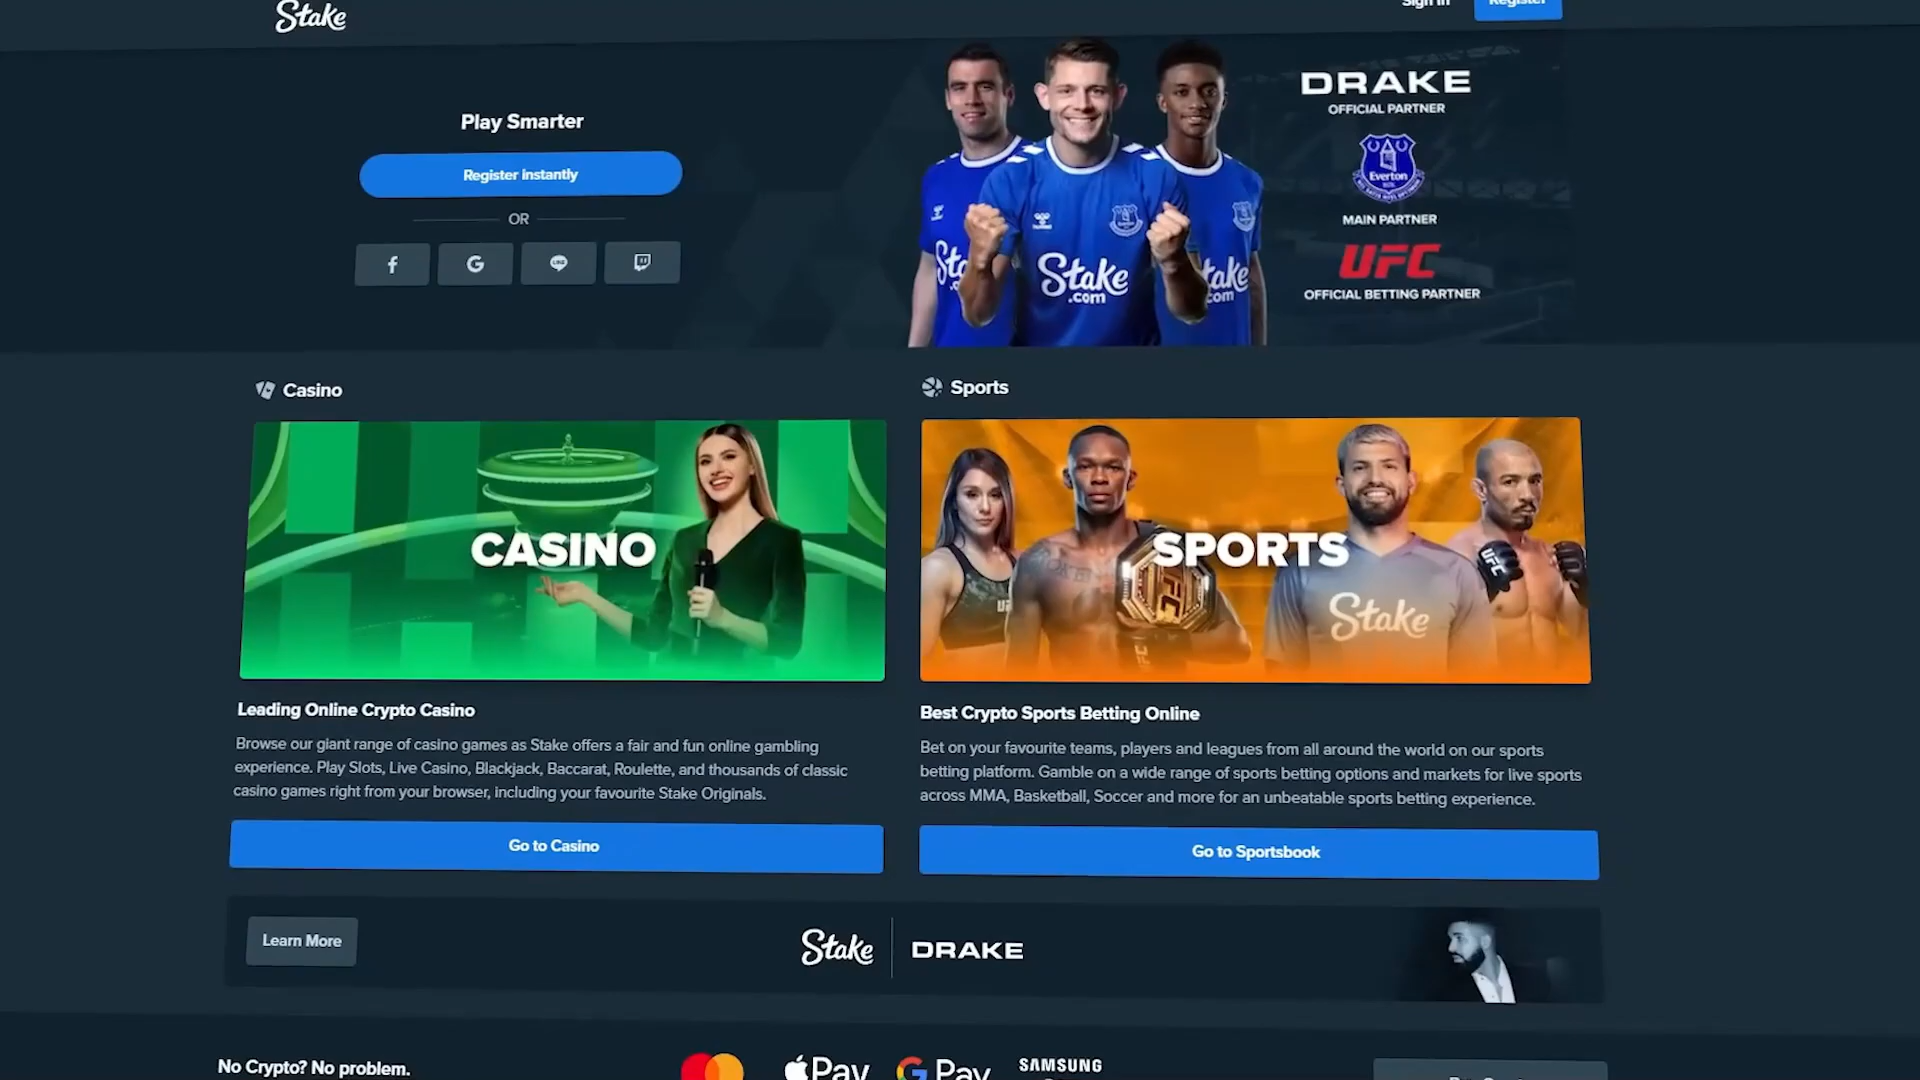 Stake
Sign In
Register
Play Smarter
Register instantly
OR
DRAKE
OFFICIAL PARTNER
Everton
MAIN PARTNER
UFC
OFFICIAL BETTING PARTNER
Stake
.com
Casino
Sports
CASINO
SPORTS
UFC
Stake
Leading Online Crypto Casino
Browse our giant range of casino games as Stake offers a fair and fun online gambling
experience. Play Slots, Live Casino, Blackjack, Baccarat, Roulette, and thousands of classic
casino games right from your browser, including your favourite Stake Originals.
Go to Casino
Best Crypto Sports Betting Online
Bet on your favourite teams, players and leagues from all around the world on our sports
betting platform. Gamble on a wide range of sports betting options and markets for live sports
across MMA, Basketball, Soccer and more for an unbeatable sports betting experience.
Go to Sportsbook
Learn More
Stake
DRAKE
No Crypto? No problem.
Pay
G Pay
SAMSUNG